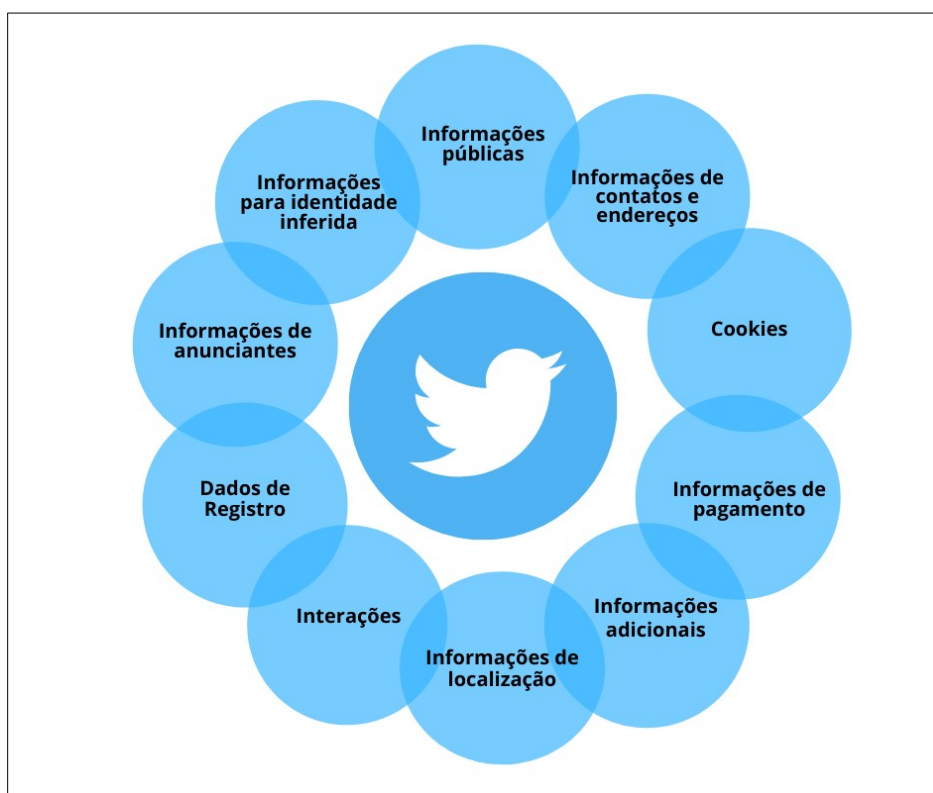 Informações
públicas
Informações de
contatos e
endereços
Cookies
Informações de
pagamento
Informações
adicionais
Informações de
localização
Interações
Dados de
Registro
Informações de
anunciantes
Informações
para identidade
inferida